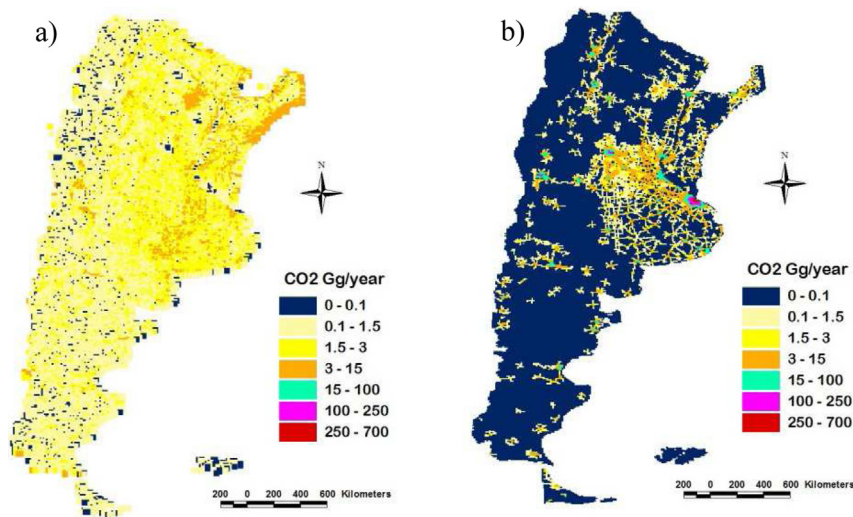 a)
N
CO2 Gg/year
0 - 0.1
0.1 - 1.5
1.5 - 3
3 - 15
15 - 100
100 - 250
250 - 700
200 0 200 400 600 Kilometers
b)
N
CO2 Gg/year
0 - 0.1
0.1 - 1.5
1.5 - 3
3 - 15
15 - 100
100 - 250
250 - 700
200 0 200 400 600 Kilometers